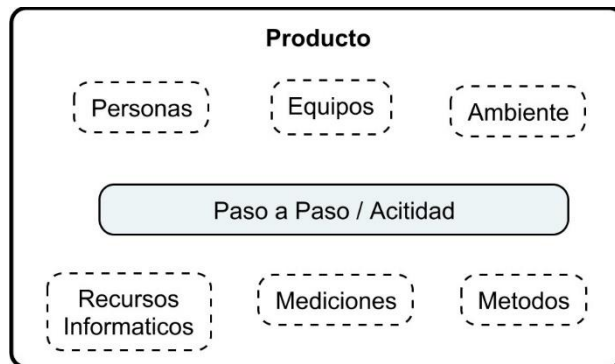 Producto
Personas
Equipos
Ambiente
Paso a Paso / Acitidad
Recursos
Informaticos
Mediciones
Metodos